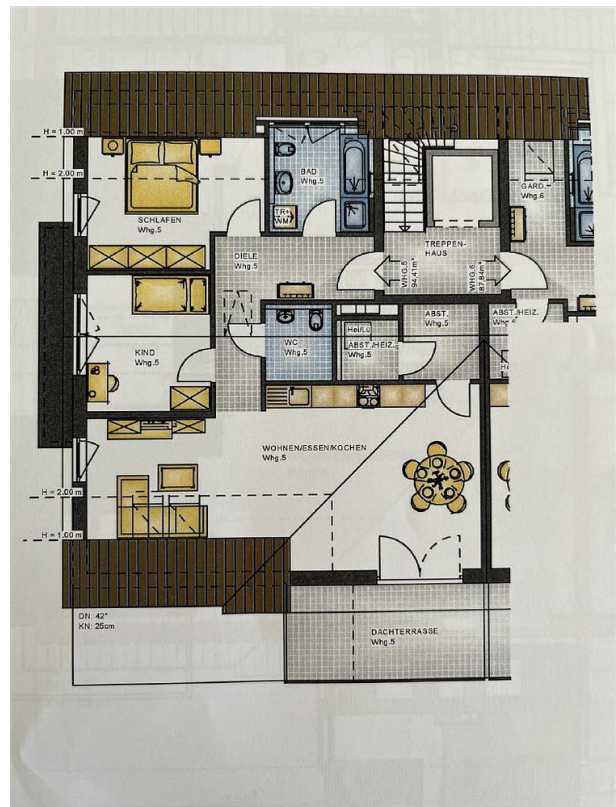 H = 1.00 m
H = 2.00 m
SCHLAFEN
Whg.5
BAD
Whg.5
TR+
WM
GARD.-
Whg.6
DIELE
Whg.5
TREPPEN-
HAUS
WHG.5
94,41m²
WHG.6
87,84m²
KIND
Whg.5
WC
Whg.5
Hei/Lü
ABST./HEIZ.-
Whg.5
ABST.
Whg.5
ABST./HEIZ.-
WOHNEN/ESSEN/KOCHEN
Whg.5
H = 2.00 m
H = 1.00 m
DN: 42°
KN: 25cm
DACHTERRASSE
Whg.5